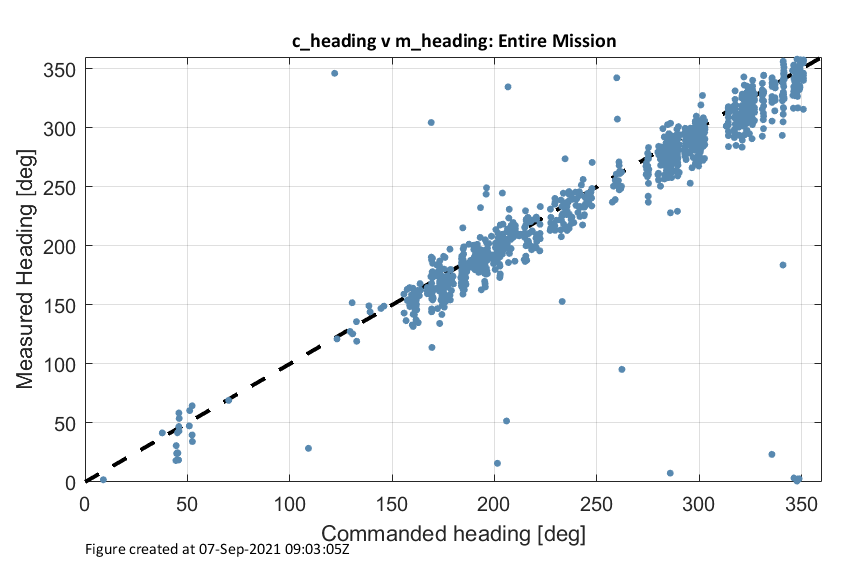 c_heading v m_heading: Entire Mission
Measured Heading [deg]
350
300
250
200
150
100
50
0
0 50 100 150 200 250 300 350
Commanded heading [deg]
Figure created at 07-Sep-2021 09:03:05Z